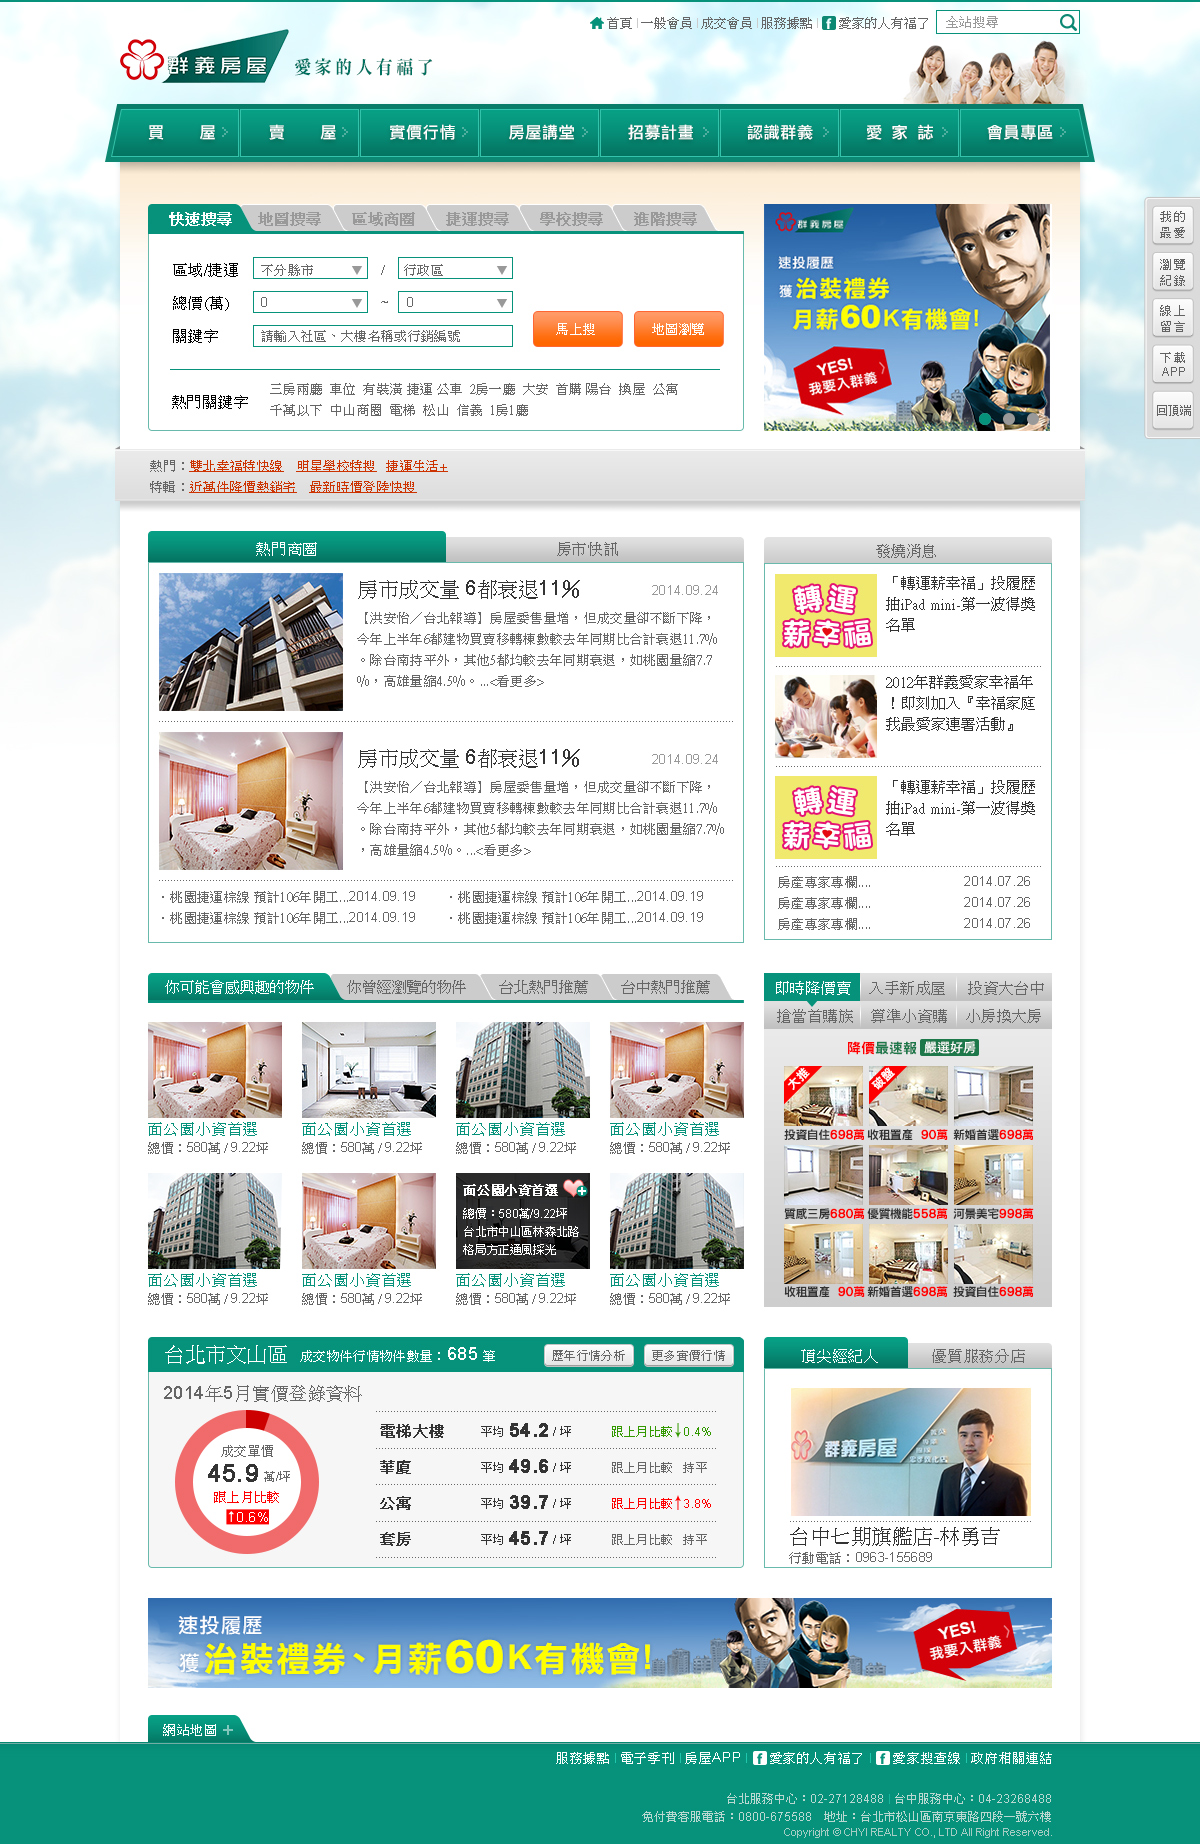 首頁 | 一般會員 | 成交會員 | 服務據點 | 愛家的人有福了 全站搜尋
群義房屋 愛家的人有福了
買 屋 賣 屋 實價行情 房屋講堂 招募計畫 認識群義 愛 家 誌 會員專區
快速搜尋 地圖搜尋 區域商圈 捷運搜尋 學校搜尋 進階搜尋
區域/捷運 不分縣市 / 行政區
總價(萬) 0 ~ 0
關鍵字 請輸入社區、大樓名稱或行銷編號 馬上搜 地圖瀏覽
熱門關鍵字 三房兩廳 車位 有裝潢 捷運 公車 2房一廳 大安 首購 陽台 換屋 公寓
千萬以下 中山商圈 電梯 松山 信義 1房1廳
群義房屋
速投履歷
獲 治裝禮券
月薪60K有機會!
YES!
我要入群義
我的
最愛
瀏覽
紀錄
線上
留言
下載
APP
回頂端
熱門：雙北幸福特快線 明星學校特搜 捷運生活+
特輯：近萬件降價熱銷宅 最新時價登陸快搜
熱門商圈 房市快訊
房市成交量 6都衰退11% 2014.09.24
【洪安怡／台北報導】房屋委售量增，但成交量卻不斷下降，
今年上半年6都建物買賣移轉棟數較去年同期比合計衰退11.7%
。除台南持平外，其他5都均較去年同期衰退，如桃園量縮7.7
%，高雄量縮4.5%。...<看更多>
房市成交量 6都衰退11% 2014.09.24
【洪安怡／台北報導】房屋委售量增，但成交量卻不斷下降，
今年上半年6都建物買賣移轉棟數較去年同期比合計衰退11.7%
。除台南持平外，其他5都均較去年同期衰退，如桃園量縮7.7%
，高雄量縮4.5%。...<看更多>
．桃園捷運棕線 預計106年開工...2014.09.19 ．桃園捷運棕線 預計106年開工...2014.09.19
．桃園捷運棕線 預計106年開工...2014.09.19 ．桃園捷運棕線 預計106年開工...2014.09.19
發燒消息
轉運
薪幸福
「轉運薪幸福」投履歷
抽iPad mini-第一波得獎
名單
2012年群義愛家幸福年
！即刻加入『幸福家庭
我最愛家連署活動』
轉運
薪幸福
「轉運薪幸福」投履歷
抽iPad mini-第一波得獎
名單
房產專家專欄.... 2014.07.26
房產專家專欄.... 2014.07.26
房產專家專欄.... 2014.07.26
你可能會感興趣的物件 你曾經瀏覽的物件 台北熱門推薦 台中熱門推薦
面公園小資首選 面公園小資首選 面公園小資首選 面公園小資首選
總價：580萬 / 9.22坪 總價：580萬 / 9.22坪 總價：580萬 / 9.22坪 總價：580萬 / 9.22坪
面公園小資首選
總價：580萬/9.22坪
台北市中山區林森北路
格局方正通風採光
面公園小資首選 面公園小資首選 面公園小資首選 面公園小資首選
總價：580萬 / 9.22坪 總價：580萬 / 9.22坪 總價：580萬 / 9.22坪 總價：580萬 / 9.22坪
即時降價賣 入手新成屋 投資大台中
搶當首購族 算準小資購 小房換大房
降價最速報 嚴選好房
大推 破盤
投資自住698萬 收租置產 90萬 新婚首選698萬
質感三房680萬 優質機能558萬 河景美宅998萬
收租置產 90萬 新婚首選698萬 投資自住698萬
台北市文山區 成交物件行情物件數量：685 筆 歷年行情分析 更多實價行情
2014年5月實價登錄資料
成交單價
45.9 萬/坪
跟上月比較
↑0.6%
電梯大樓 平均 54.2 / 坪 跟上月比較↓0.4%
華廈 平均 49.6 / 坪 跟上月比較 持平
公寓 平均 39.7 / 坪 跟上月比較↑3.8%
套房 平均 45.7 / 坪 跟上月比較 持平
頂尖經紀人 優質服務分店
群義房屋
台中七期旗艦店-林勇吉
行動電話：0963-155689
速投履歷
獲 治裝禮券、月薪60K有機會!
YES!
我要入群義
網站地圖 +
服務據點 | 電子季刊 | 房屋APP | 愛家的人有福了 | 愛家搜查線 | 政府相關連結
台北服務中心：02-27128488 | 台中服務中心：04-23268488
免付費客服電話：0800-675588 地址：台北市松山區南京東路四段一號六樓
Copyright © CHYI REALTY CO., LTD All Right Reserved.